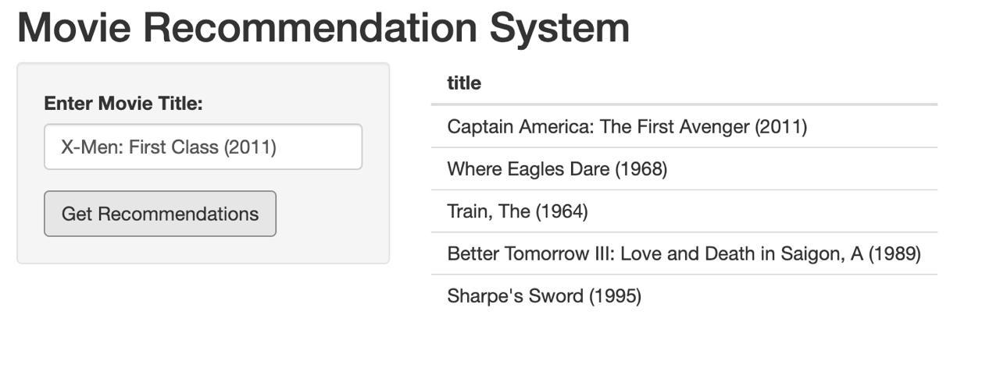 Movie Recommendation System
Enter Movie Title:
X-Men: First Class (2011)
Get Recommendations
title
Captain America: The First Avenger (2011)
Where Eagles Dare (1968)
Train, The (1964)
Better Tomorrow III: Love and Death in Saigon, A (1989)
Sharpe's Sword (1995)